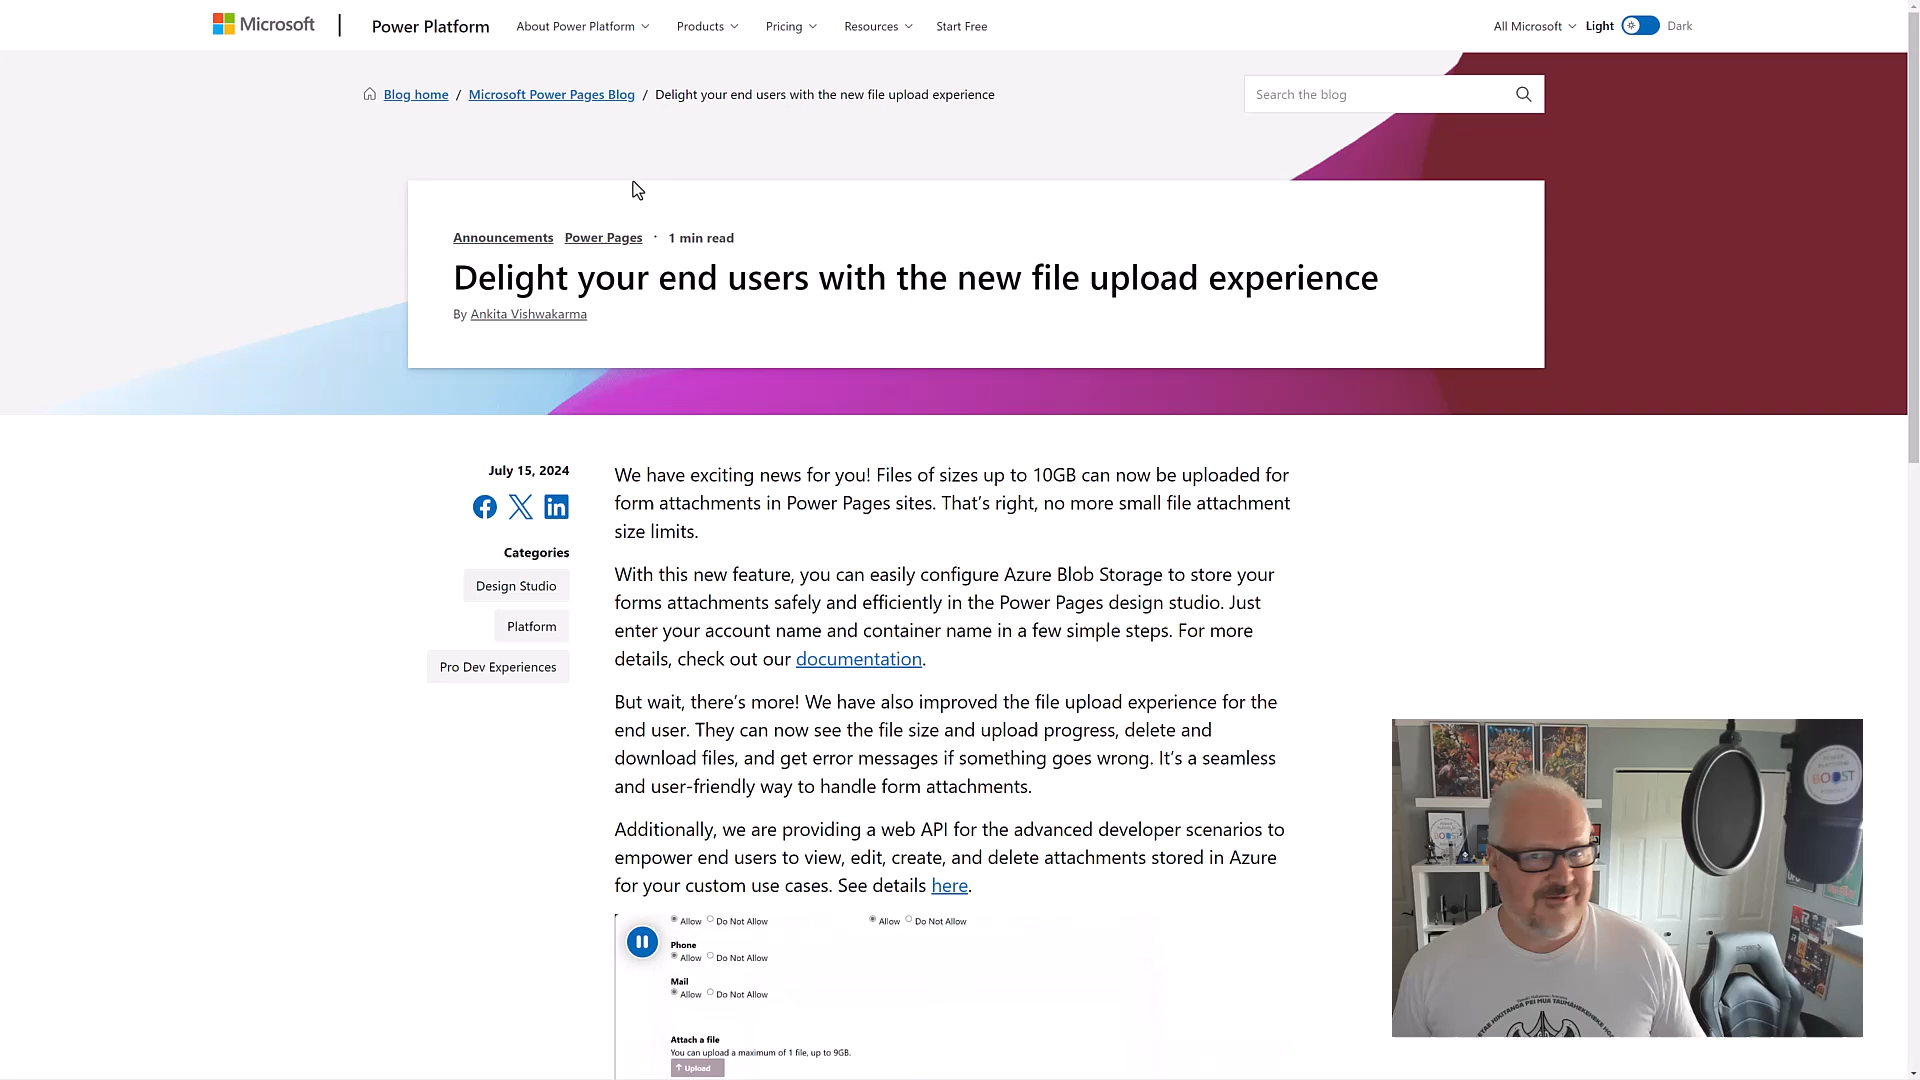 Microsoft
Power Platform
About Power Platform
Products
Pricing
Resources
Start Free
All Microsoft
Light
Dark
Blog home / Microsoft Power Pages Blog / Delight your end users with the new file upload experience
Search the blog
Announcements Power Pages · 1 min read
Delight your end users with the new file upload experience
By Ankita Vishwakarma
July 15, 2024
Categories
Design Studio
Platform
Pro Dev Experiences
We have exciting news for you! Files of sizes up to 10GB can now be uploaded for
form attachments in Power Pages sites. That’s right, no more small file attachment
size limits.
With this new feature, you can easily configure Azure Blob Storage to store your
forms attachments safely and efficiently in the Power Pages design studio. Just
enter your account name and container name in a few simple steps. For more
details, check out our documentation.
But wait, there’s more! We have also improved the file upload experience for the
end user. They can now see the file size and upload progress, delete and
download files, and get error messages if something goes wrong. It’s a seamless
and user-friendly way to handle form attachments.
Additionally, we are providing a web API for the advanced developer scenarios to
empower end users to view, edit, create, and delete attachments stored in Azure
for your custom use cases. See details here.
Allow Do Not Allow Allow Do Not Allow
Phone
Allow Do Not Allow
Mail
Allow Do Not Allow
Attach a file
You can upload a maximum of 1 file, up to 9GB.
Upload
BOOST